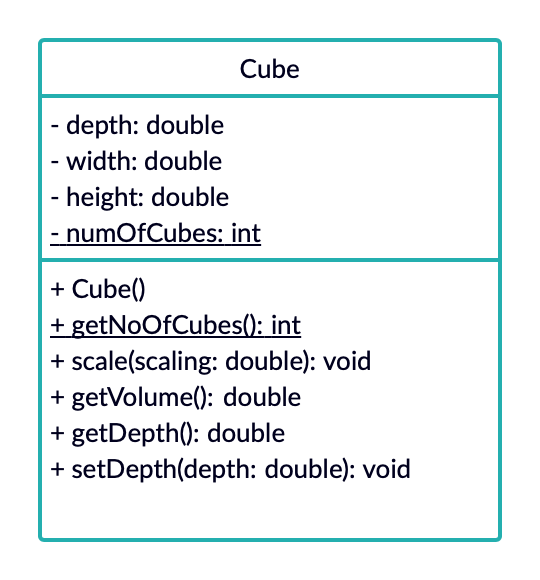 Cube
- depth: double
- width: double
- height: double
- numOfCubes: int
+ Cube()
+ getNoOfCubes(): int
+ scale(scaling: double): void
+ getVolume(): double
+ getDepth(): double
+ setDepth(depth: double): void